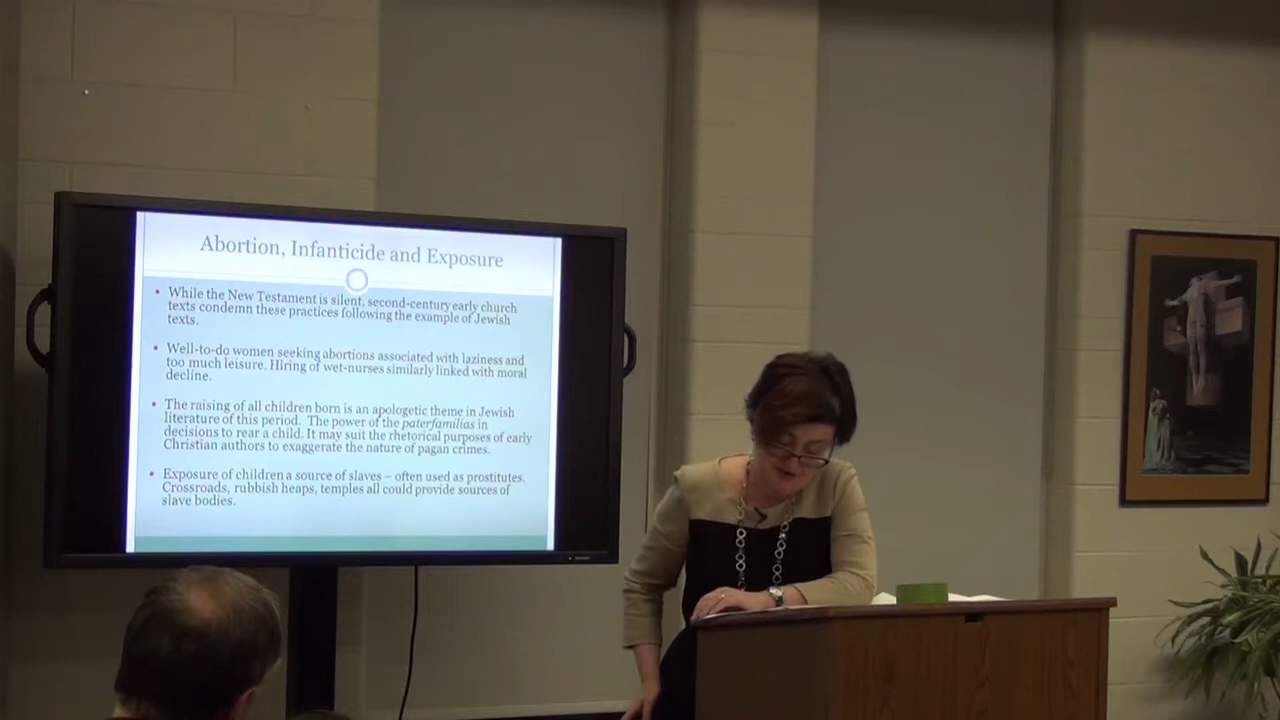 Abortion, Infanticide and Exposure
• While the New Testament is silent, second-century early church
texts condemn these practices following the example of Jewish
texts.
• Well-to-do women seeking abortions associated with laziness and
too much leisure. Hiring of wet-nurses similarly linked with moral
decline.
• The raising of all children born is an apologetic theme in Jewish
literature of this period. The power of the paterfamilias in
decisions to rear a child. It may suit the rhetorical purposes of early
Christian authors to exaggerate the nature of pagan crimes.
• Exposure of children a source of slaves – often used as prostitutes.
Crossroads, rubbish heaps, temples all could provide sources of
slave bodies.